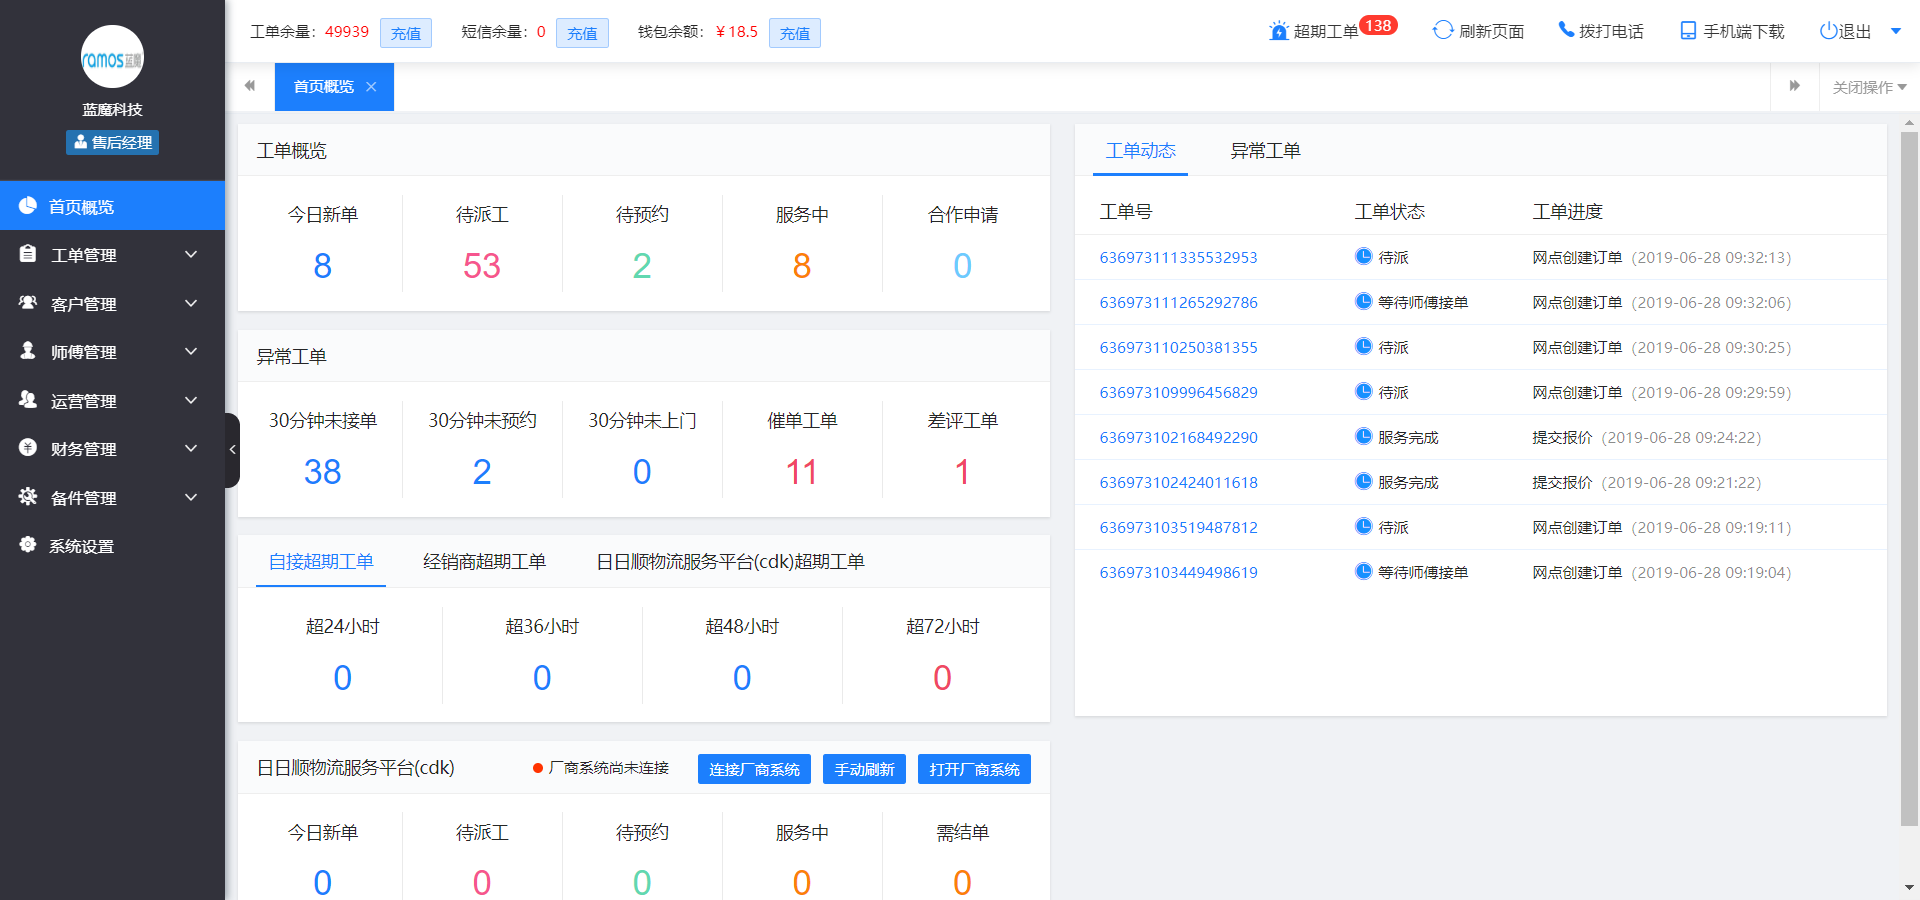 工单余量: 49939 充值 短信余量: 0 充值 钱包余额: ¥ 18.5 充值 超期工单 138 刷新页面 拨打电话 手机端下载 退出
首页概览 关闭操作
ramos蓝魔
蓝魔科技
售后经理
首页概览
工单管理
客户管理
师傅管理
运营管理
财务管理
备件管理
系统设置
工单概览
今日新单 待派工 待预约 服务中 合作申请
8 53 2 8 0
异常工单
30分钟未接单 30分钟未预约 30分钟未上门 催单工单 差评工单
38 2 0 11 1
自接超期工单 经销商超期工单 日日顺物流服务平台(cdk)超期工单
超24小时 超36小时 超48小时 超72小时
0 0 0 0
日日顺物流服务平台(cdk) 厂商系统尚未连接 连接厂商系统 手动刷新 打开厂商系统
今日新单 待派工 待预约 服务中 需结单
0 0 0 0 0
工单动态 异常工单
工单号 工单状态 工单进度
636973111335532953 待派 网点创建订单 (2019-06-28 09:32:13)
636973111265292786 等待师傅接单 网点创建订单 (2019-06-28 09:32:06)
636973110250381355 待派 网点创建订单 (2019-06-28 09:30:25)
636973109996456829 待派 网点创建订单 (2019-06-28 09:29:59)
636973102168492290 服务完成 提交报价 (2019-06-28 09:24:22)
636973102424011618 服务完成 提交报价 (2019-06-28 09:21:22)
636973103519487812 待派 网点创建订单 (2019-06-28 09:19:11)
636973103449498619 等待师傅接单 网点创建订单 (2019-06-28 09:19:04)